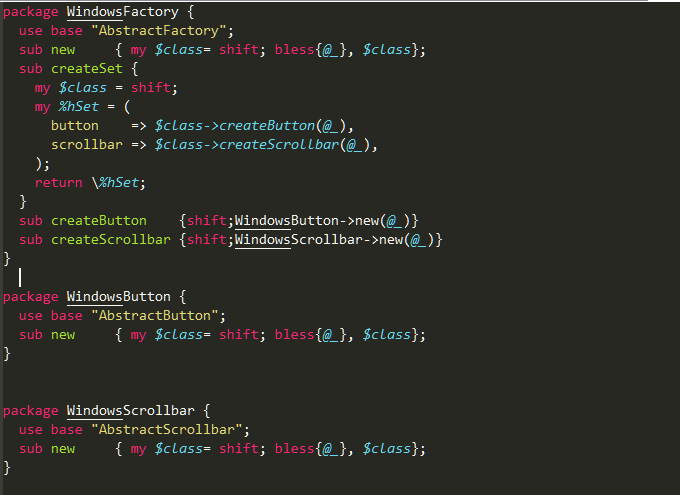 package WindowsFactory {
  use base "AbstractFactory";
  sub new     { my $class= shift; bless{@_}, $class};
  sub createSet {
    my $class = shift;
    my %hSet = (
      button    => $class->createButton(@_),
      scrollbar => $class->createScrollbar(@_),
    );
    return \%hSet;
  }
  sub createButton    {shift;WindowsButton->new(@_)}
  sub createScrollbar {shift;WindowsScrollbar->new(@_)}
}
package WindowsButton {
  use base "AbstractButton";
  sub new     { my $class= shift; bless{@_}, $class};
}
package WindowsScrollbar {
  use base "AbstractScrollbar";
  sub new     { my $class= shift; bless{@_}, $class};
}